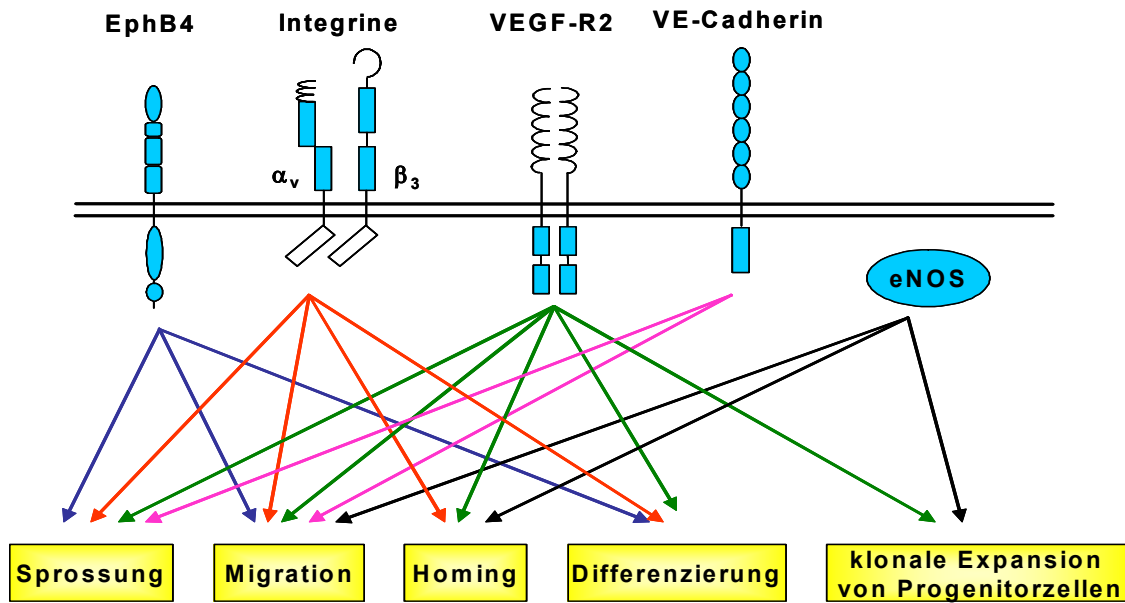 EphB4
Integrine
VEGF-R2
VE-Cadherin
αv
β3
eNOS
Sprossung
Migration
Homing
Differenzierung
klonale Expansion
von Progenitorzellen